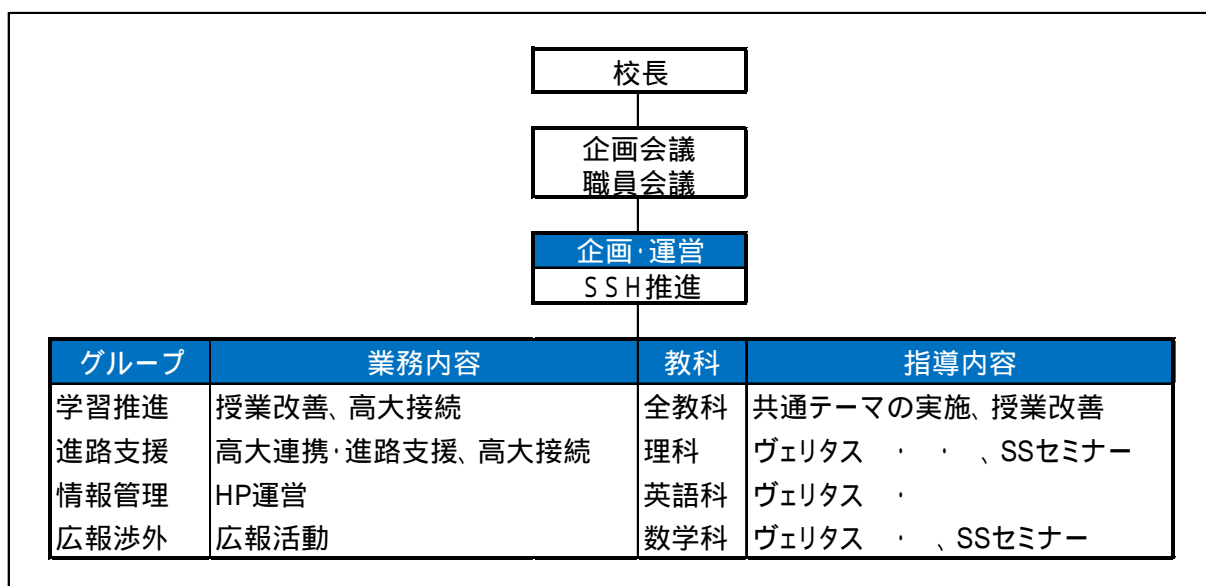 校長
企画会議
職員会議
企画・運営
ＳＳＨ推進
グループ 業務内容 教科 指導内容
学習推進 授業改善、高大接続 全教科 共通テーマの実施、授業改善
進路支援 高大連携・進路支援、高大接続 理科 ヴェリタス　・　・　、SSセミナー
情報管理 HP運営 英語科 ヴェリタス　・
広報渉外 広報活動 数学科 ヴェリタス　・　、SSセミナー